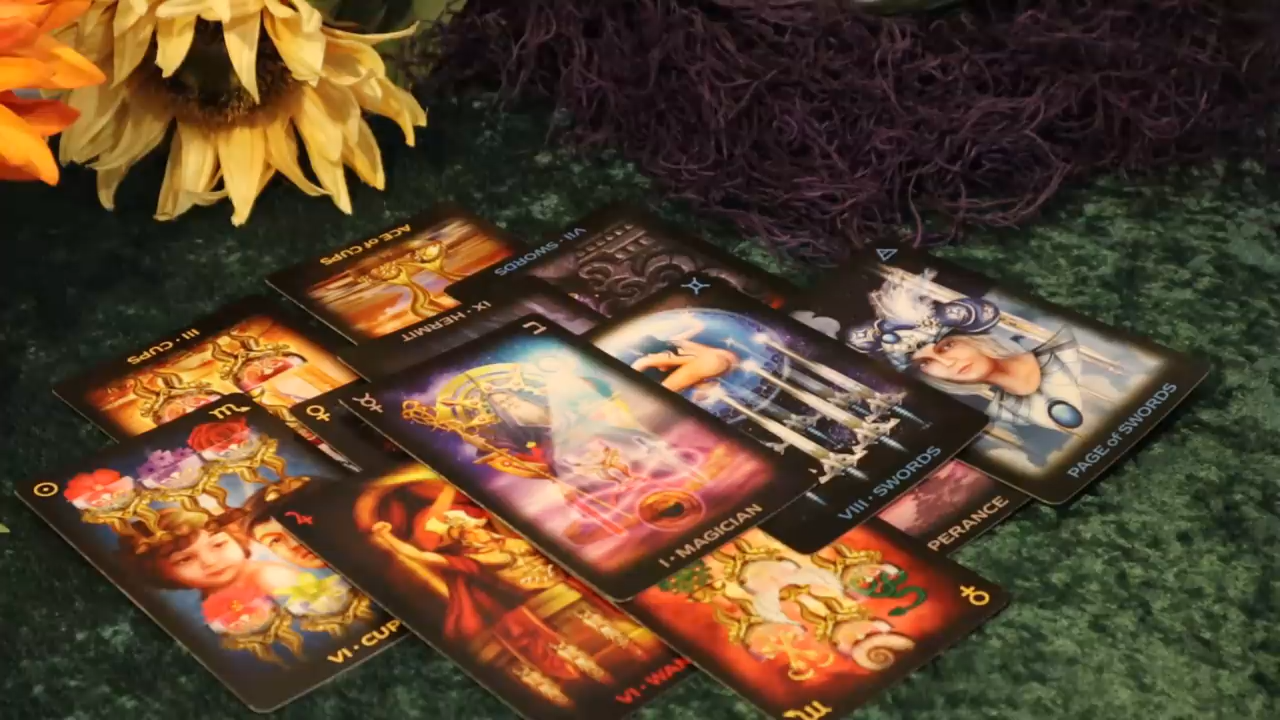 ACE of CUPS
VII · SWORDS
IX · HERMIT
III · CUPS
PAGE of SWORDS
VIII · SWORDS
PERANCE
I · MAGICIAN
VI · CUP
VI · WAN